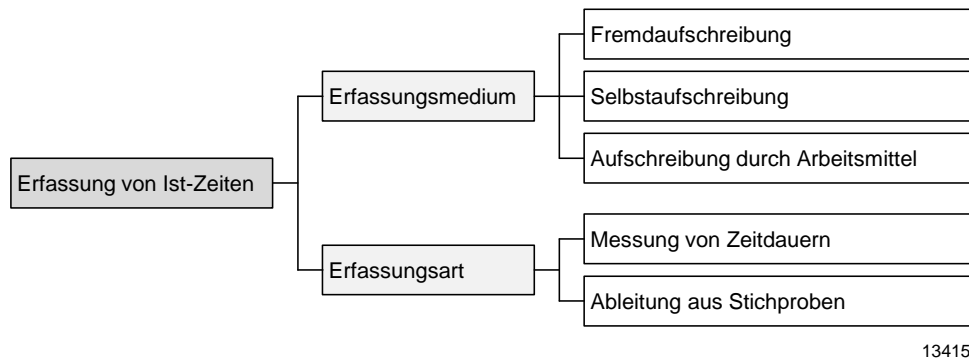 Fremdaufschreibung
Erfassungsmedium
Selbstaufschreibung
Aufschreibung durch Arbeitsmittel
Erfassung von Ist-Zeiten
Messung von Zeitdauern
Erfassungsart
Ableitung aus Stichproben
13415